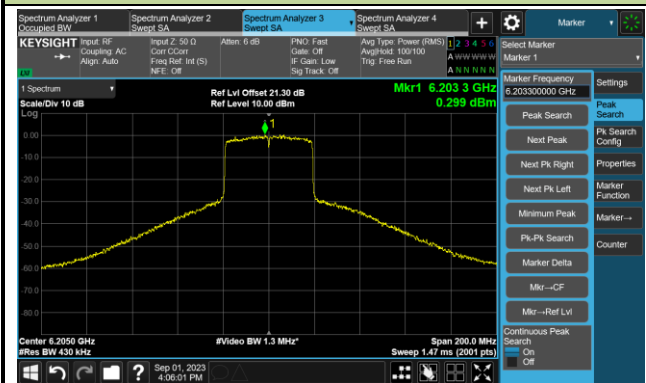 Spectrum Analyzer 1
Occupied BW
Spectrum Analyzer 2
Swept SA
Spectrum Analyzer 3
Swept SA
Spectrum Analyzer 4
Swept SA
+
Marker
KEYSIGHT
Input: RF
Coupling: AC
Align: Auto
Input Z: 50 Ω
Corr CCorr
Freq Ref: Int (S)
NFE: Off
Atten: 6 dB
PNO: Fast
Gate: Off
IF Gain: Low
Sig Track: Off
Avg Type: Power (RMS)
Avg|Hold: 100/100
Trig: Free Run
1 2 3 4 5 6
A W W W W W
A N N N N N
Select Marker
Marker 1
1 Spectrum
Scale/Div 10 dB
Log
Ref Lvl Offset 21.30 dB
Ref Level 10.00 dBm
Mkr1 6.203 3 GHz
0.299 dBm
1
0.00
-10.0
-20.0
-30.0
-40.0
-50.0
-60.0
-70.0
-80.0
Center 6.2050 GHz
#Res BW 430 kHz
#Video BW 1.3 MHz*
Span 200.0 MHz
Sweep 1.47 ms (2001 pts)
Marker Frequency
6.203300000 GHz
Peak Search
Next Peak
Next Pk Right
Next Pk Left
Minimum Peak
Pk-Pk Search
Marker Delta
Mkr→CF
Mkr→Ref Lvl
Continuous Peak
Search
On
Off
Settings
Peak
Search
Pk Search
Config
Properties
Marker
Function
Marker→
Counter
?
Sep 01, 2023
4:06:01 PM